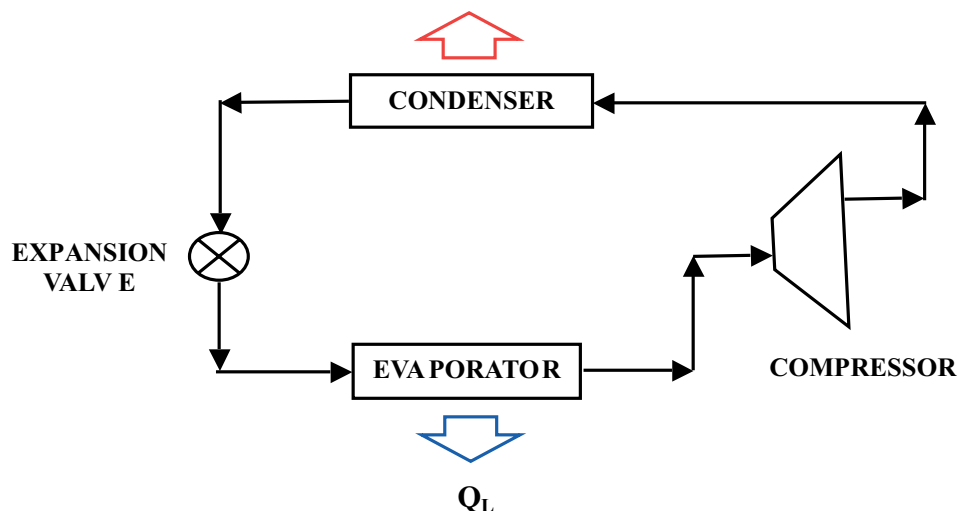 CONDENSER
EXPANSION
VALV E
EVA PORATOR
COMPRESSOR
QL